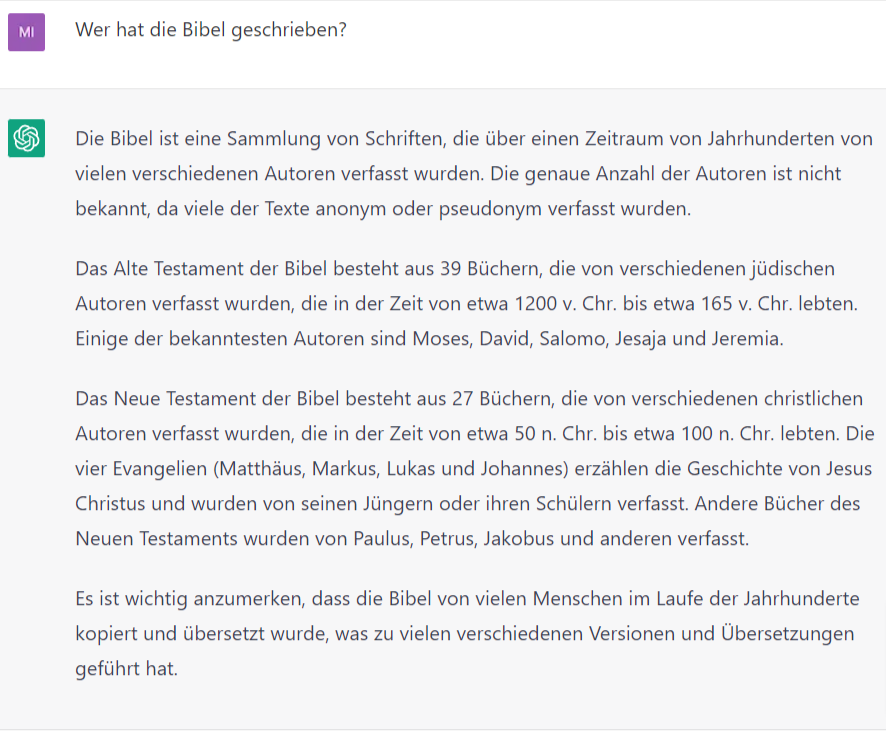 MI
Wer hat die Bibel geschrieben?
Die Bibel ist eine Sammlung von Schriften, die über einen Zeitraum von Jahrhunderten von
vielen verschiedenen Autoren verfasst wurden. Die genaue Anzahl der Autoren ist nicht
bekannt, da viele der Texte anonym oder pseudonym verfasst wurden.
Das Alte Testament der Bibel besteht aus 39 Büchern, die von verschiedenen jüdischen
Autoren verfasst wurden, die in der Zeit von etwa 1200 v. Chr. bis etwa 165 v. Chr. lebten.
Einige der bekanntesten Autoren sind Moses, David, Salomo, Jesaja und Jeremia.
Das Neue Testament der Bibel besteht aus 27 Büchern, die von verschiedenen christlichen
Autoren verfasst wurden, die in der Zeit von etwa 50 n. Chr. bis etwa 100 n. Chr. lebten. Die
vier Evangelien (Matthäus, Markus, Lukas und Johannes) erzählen die Geschichte von Jesus
Christus und wurden von seinen Jüngern oder ihren Schülern verfasst. Andere Bücher des
Neuen Testaments wurden von Paulus, Petrus, Jakobus und anderen verfasst.
Es ist wichtig anzumerken, dass die Bibel von vielen Menschen im Laufe der Jahrhunderte
kopiert und übersetzt wurde, was zu vielen verschiedenen Versionen und Übersetzungen
geführt hat.